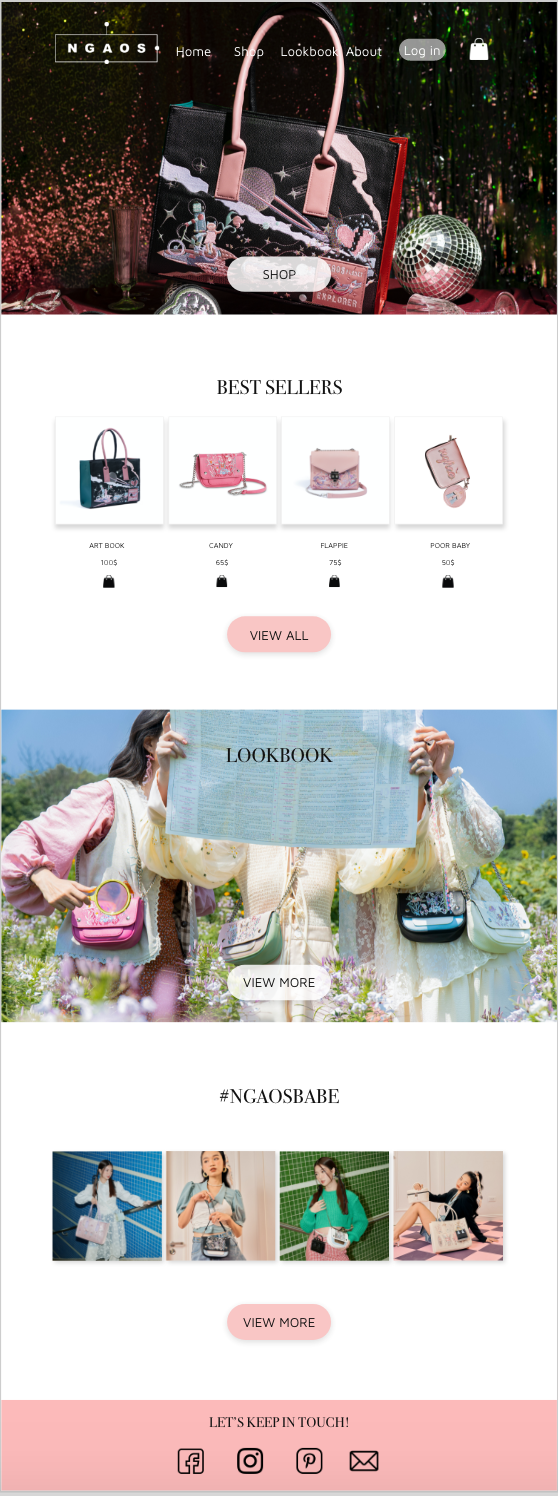 NGAOS
Home Shop Lookbook About Log in
EXPLORER
SHOP
BEST SELLERS
ART BOOK
100$
CANDY
65$
FLAPPIE
75$
POOR BABY
50$
VIEW ALL
LOOKBOOK
VIEW MORE
#NGAOSBABE
VIEW MORE
LET'S KEEP IN TOUCH!